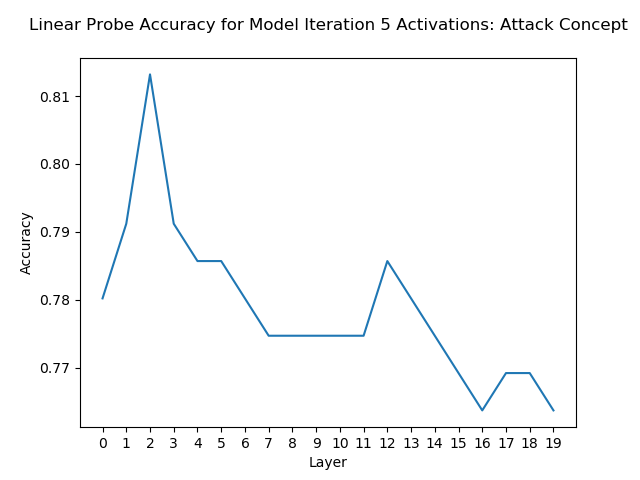 Linear Probe Accuracy for Model Iteration 5 Activations: Attack Concept
0.81
0.80
0.79
0.78
0.77
Accuracy
0 1 2 3 4 5 6 7 8 9 10 11 12 13 14 15 16 17 18 19
Layer